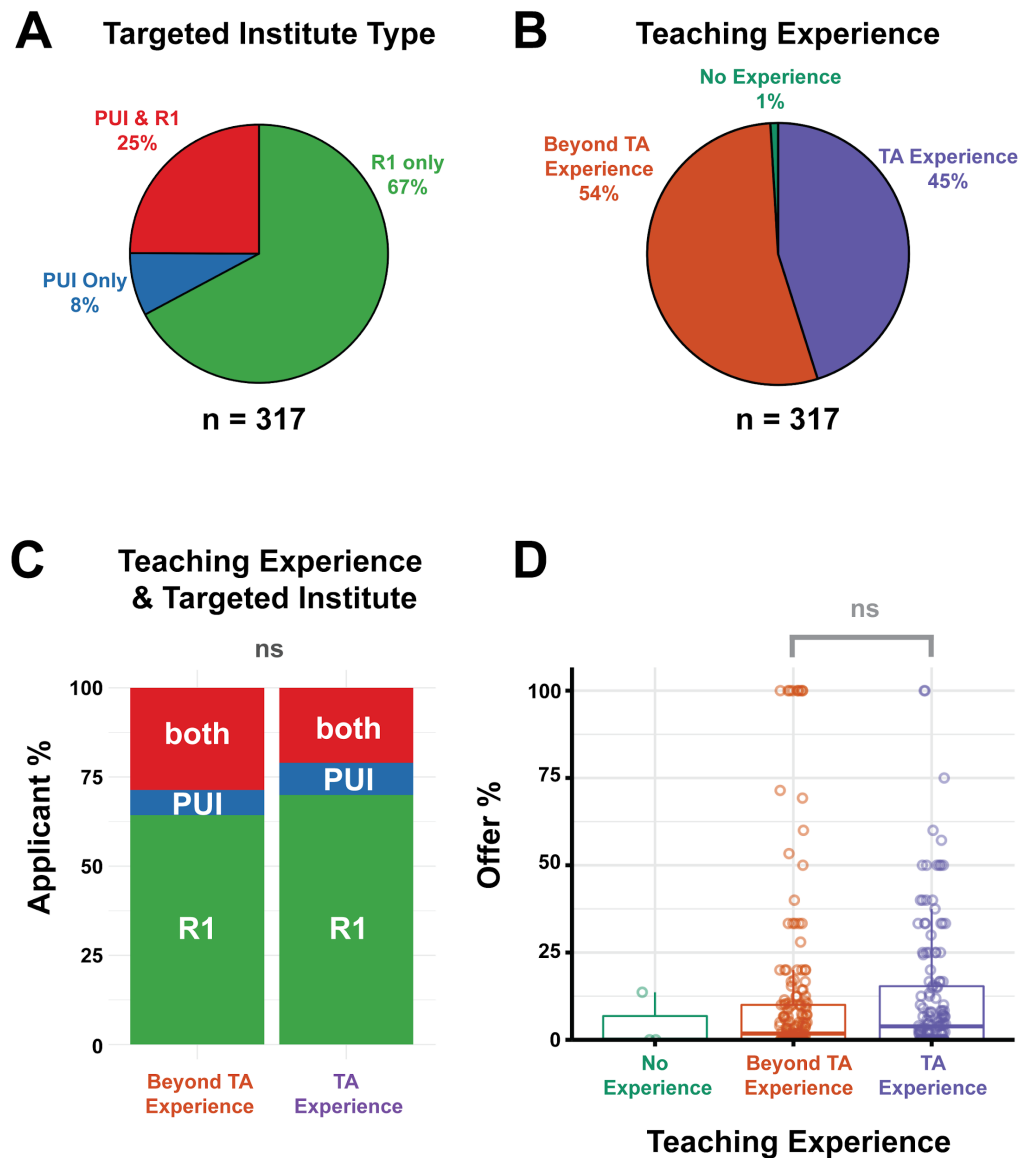 A
Targeted Institute Type
PUI & R1
25%
R1 only
67%
PUI Only
8%
n = 317
B
Teaching Experience
No Experience
1%
Beyond TA
Experience
54%
TA Experience
45%
n = 317
C
Teaching Experience
& Targeted Institute
ns
Applicant %
100
75
50
25
0
both
PUI
R1
both
PUI
R1
Beyond TA
Experience
TA
Experience
D
ns
Offer %
100
75
50
25
0
No
Experience
Beyond TA
Experience
TA
Experience
Teaching Experience